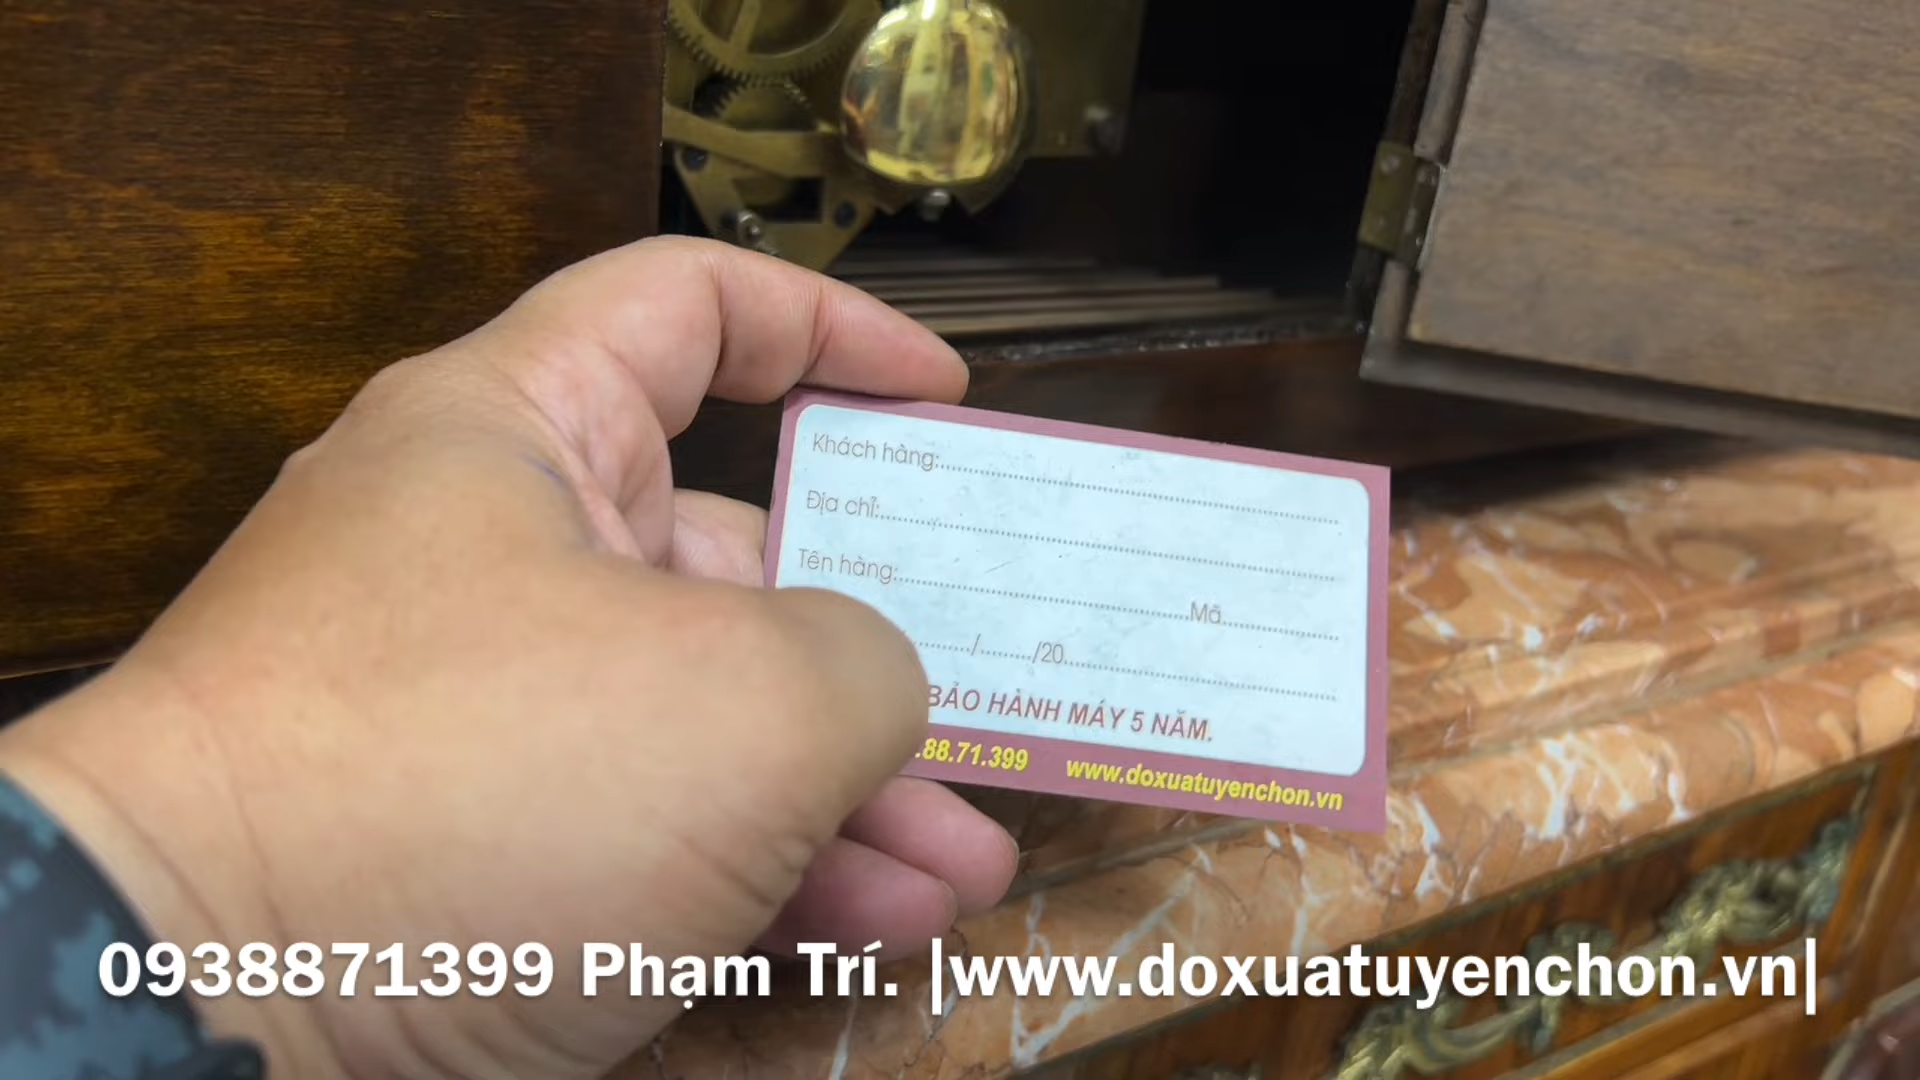 Khách hàng:
Địa chỉ:
Tên hàng: Mã
/ /20
BẢO HÀNH MÁY 5 NĂM.
.88.71.399 www.doxuatuyenchon.vn
0938871399 Phạm Trí. |www.doxuatuyenchon.vn|